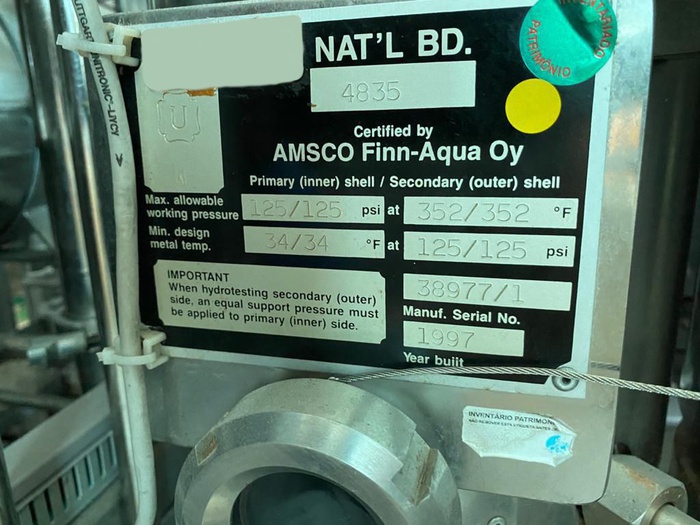 NAT'L BD.
4835
U
Certified by
AMSCO Finn-Aqua Oy
Primary (inner) shell / Secondary (outer) shell
Max. allowable
working pressure 125/125 psi at 352/352 °F
Min. design
metal temp. 34/34 °F at 125/125 psi
IMPORTANT
When hydrotesting secondary (outer)
side, an equal support pressure must
be applied to primary (inner) side.
38977/1
Manuf. Serial No.
1997
Year built
PATRIMÓNIO
INVENTÁRIO PATRIMON